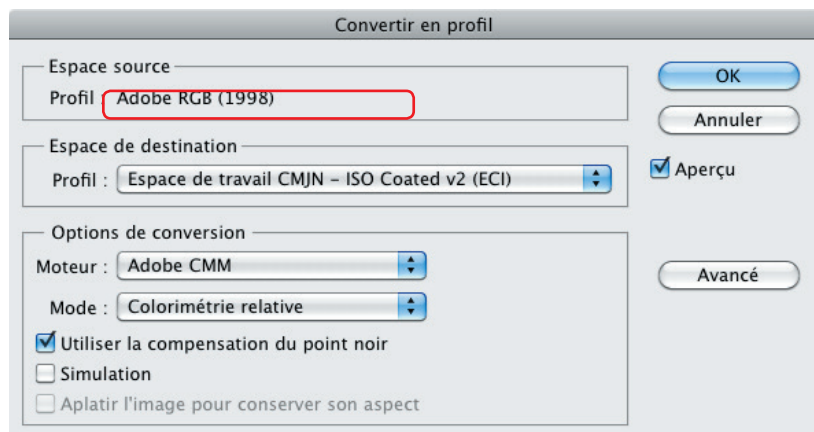 Convertir en profil
Espace source
Profil : Adobe RGB (1998)
OK
Annuler
Espace de destination
Profil : Espace de travail CMJN – ISO Coated v2 (ECI)
Aperçu
Options de conversion
Moteur : Adobe CMM
Avancé
Mode : Colorimétrie relative
Utiliser la compensation du point noir
Simulation
Aplatir l'image pour conserver son aspect